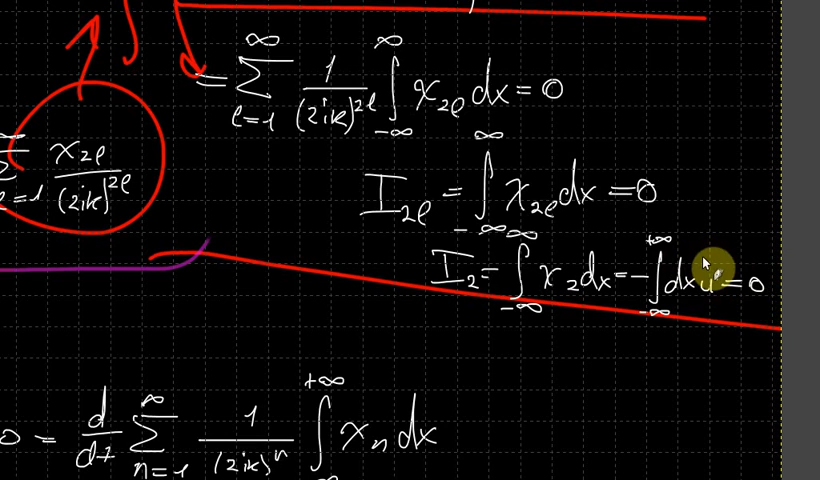 = ∞ Σ ℓ=1 1/(2ik)^{2ℓ} ∫_{-∞}^{∞} χ_{2ℓ} dx = 0
Σ ℓ=1 χ_{2ℓ}/(2ik)^{2ℓ}
I_{2ℓ} = ∫_{-∞}^{∞} χ_{2ℓ} dx = 0
I_2 = ∫_{-∞}^{∞} χ_2 dx = - ∫_{-∞}^{+∞} dx u' = 0
0 = d/dt Σ_{n=1}^{∞} 1/(2ik)^n ∫_{-∞}^{+∞} χ_n dx